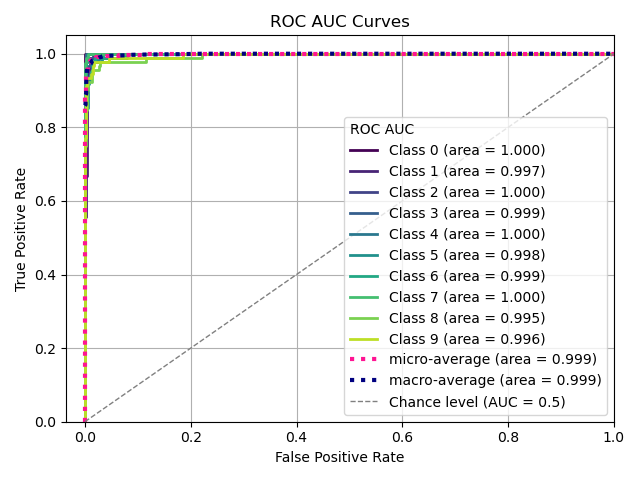 ROC AUC Curves
1.0
0.8
0.6
0.4
0.2
0.0
True Positive Rate
ROC AUC
Class 0 (area = 1.000)
Class 1 (area = 0.997)
Class 2 (area = 1.000)
Class 3 (area = 0.999)
Class 4 (area = 1.000)
Class 5 (area = 0.998)
Class 6 (area = 0.999)
Class 7 (area = 1.000)
Class 8 (area = 0.995)
Class 9 (area = 0.996)
micro-average (area = 0.999)
macro-average (area = 0.999)
Chance level (AUC = 0.5)
0.0 0.2 0.4 0.6 0.8 1.0
False Positive Rate